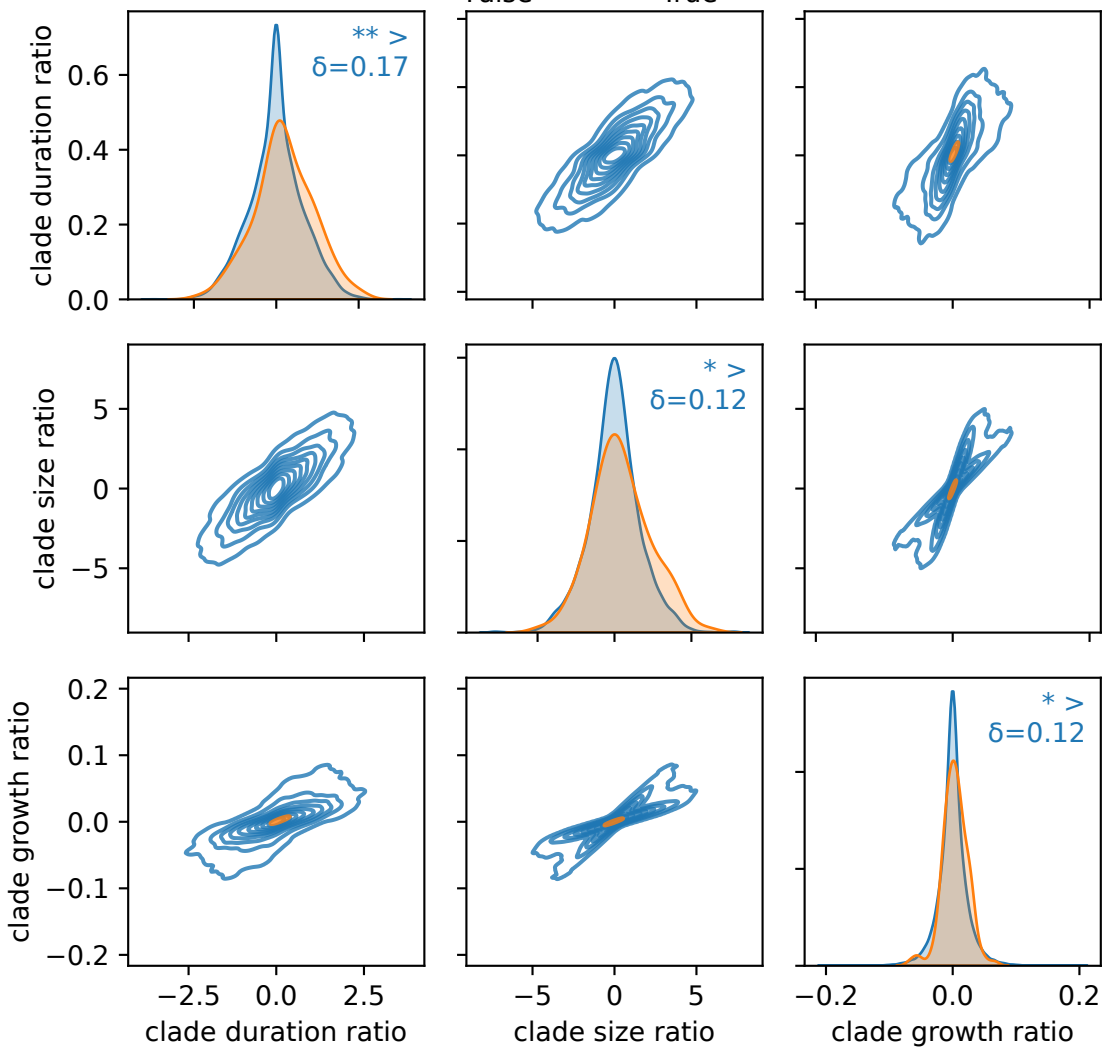 True
clade duration ratio
0.6
0.4
0.2
0.0
** >
δ=0.17
clade size ratio
5
0
−5
* >
δ=0.12
clade growth ratio
0.2
0.1
0.0
−0.1
−0.2
* >
δ=0.12
−2.5 0.0 2.5
−5 0 5
−0.2 0.0 0.2
clade duration ratio
clade size ratio
clade growth ratio